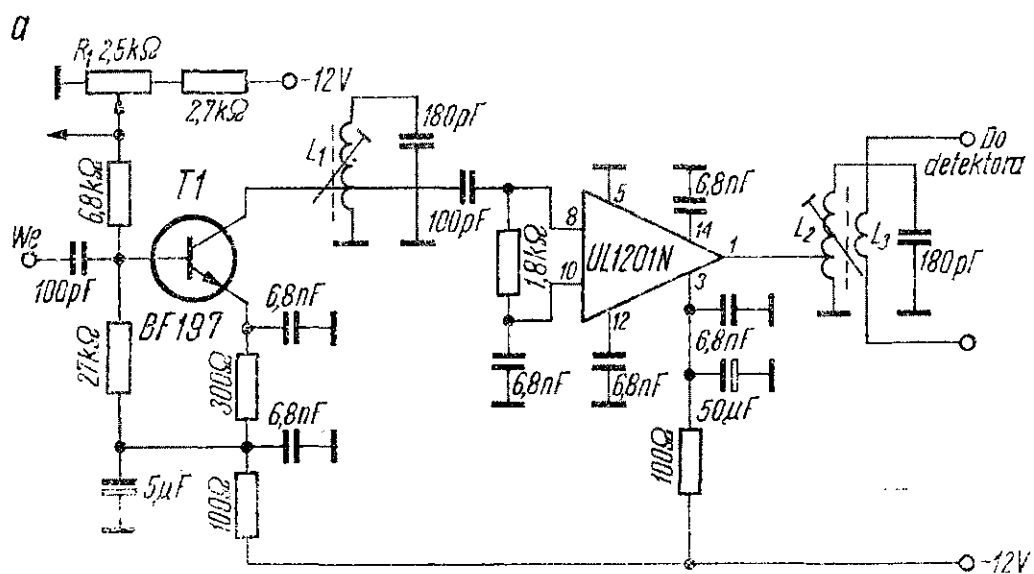 a
R₁ 2,5kΩ
2,7kΩ
-12V
6,8kΩ
T1
We
100pF
BF197
27kΩ
6,8nF
300Ω
6,8nF
5μF
100Ω
L₁
180pF
100pF
1,8kΩ
8
10
5
UL1201N
12
6,8nF
14
1
3
6,8nF
6,8nF
6,8nF
50μF
100Ω
L₂
L₃
180pF
Do
detektora
-12V